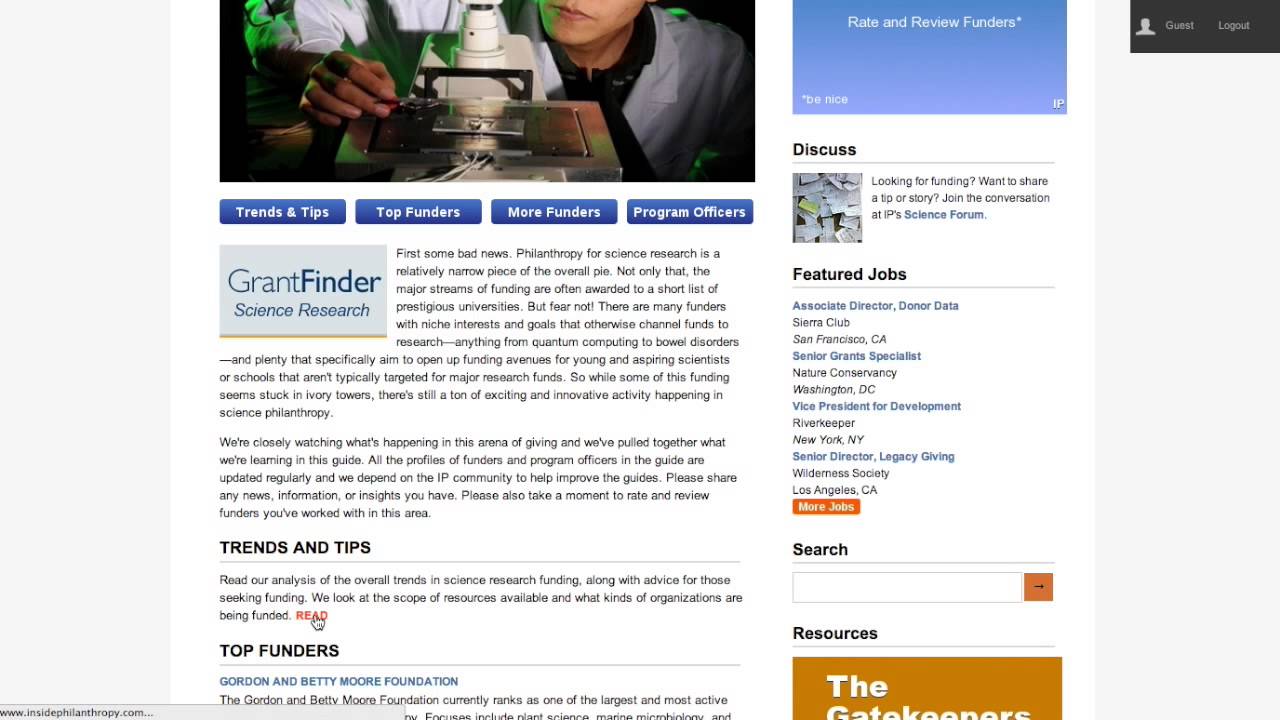 Rate and Review Funders*
*be nice
IP
Guest
Logout
Trends & Tips
Top Funders
More Funders
Program Officers
GrantFinder
Science Research
First some bad news. Philanthropy for science research is a
relatively narrow piece of the overall pie. Not only that, the
major streams of funding are often awarded to a short list of
prestigious universities. But fear not! There are many funders
with niche interests and goals that otherwise channel funds to
research—anything from quantum computing to bowel disorders
—and plenty that specifically aim to open up funding avenues for young and aspiring scientists
or schools that aren't typically targeted for major research funds. So while some of this funding
seems stuck in ivory towers, there's still a ton of exciting and innovative activity happening in
science philanthropy.
We're closely watching what's happening in this arena of giving and we've pulled together what
we're learning in this guide. All the profiles of funders and program officers in the guide are
updated regularly and we depend on the IP community to help improve the guides. Please share
any news, information, or insights you have. Please also take a moment to rate and review
funders you've worked with in this area.
TRENDS AND TIPS
Read our analysis of the overall trends in science research funding, along with advice for those
seeking funding. We look at the scope of resources available and what kinds of organizations are
being funded. READ
TOP FUNDERS
GORDON AND BETTY MOORE FOUNDATION
The Gordon and Betty Moore Foundation currently ranks as one of the largest and most active
py. Focuses include plant science, marine microbiology, and
www.insidephilanthropy.com...
Discuss
Looking for funding? Want to share
a tip or story? Join the conversation
at IP's Science Forum.
Featured Jobs
Associate Director, Donor Data
Sierra Club
San Francisco, CA
Senior Grants Specialist
Nature Conservancy
Washington, DC
Vice President for Development
Riverkeeper
New York, NY
Senior Director, Legacy Giving
Wilderness Society
Los Angeles, CA
More Jobs
Search
→
Resources
The
Gatekeepers